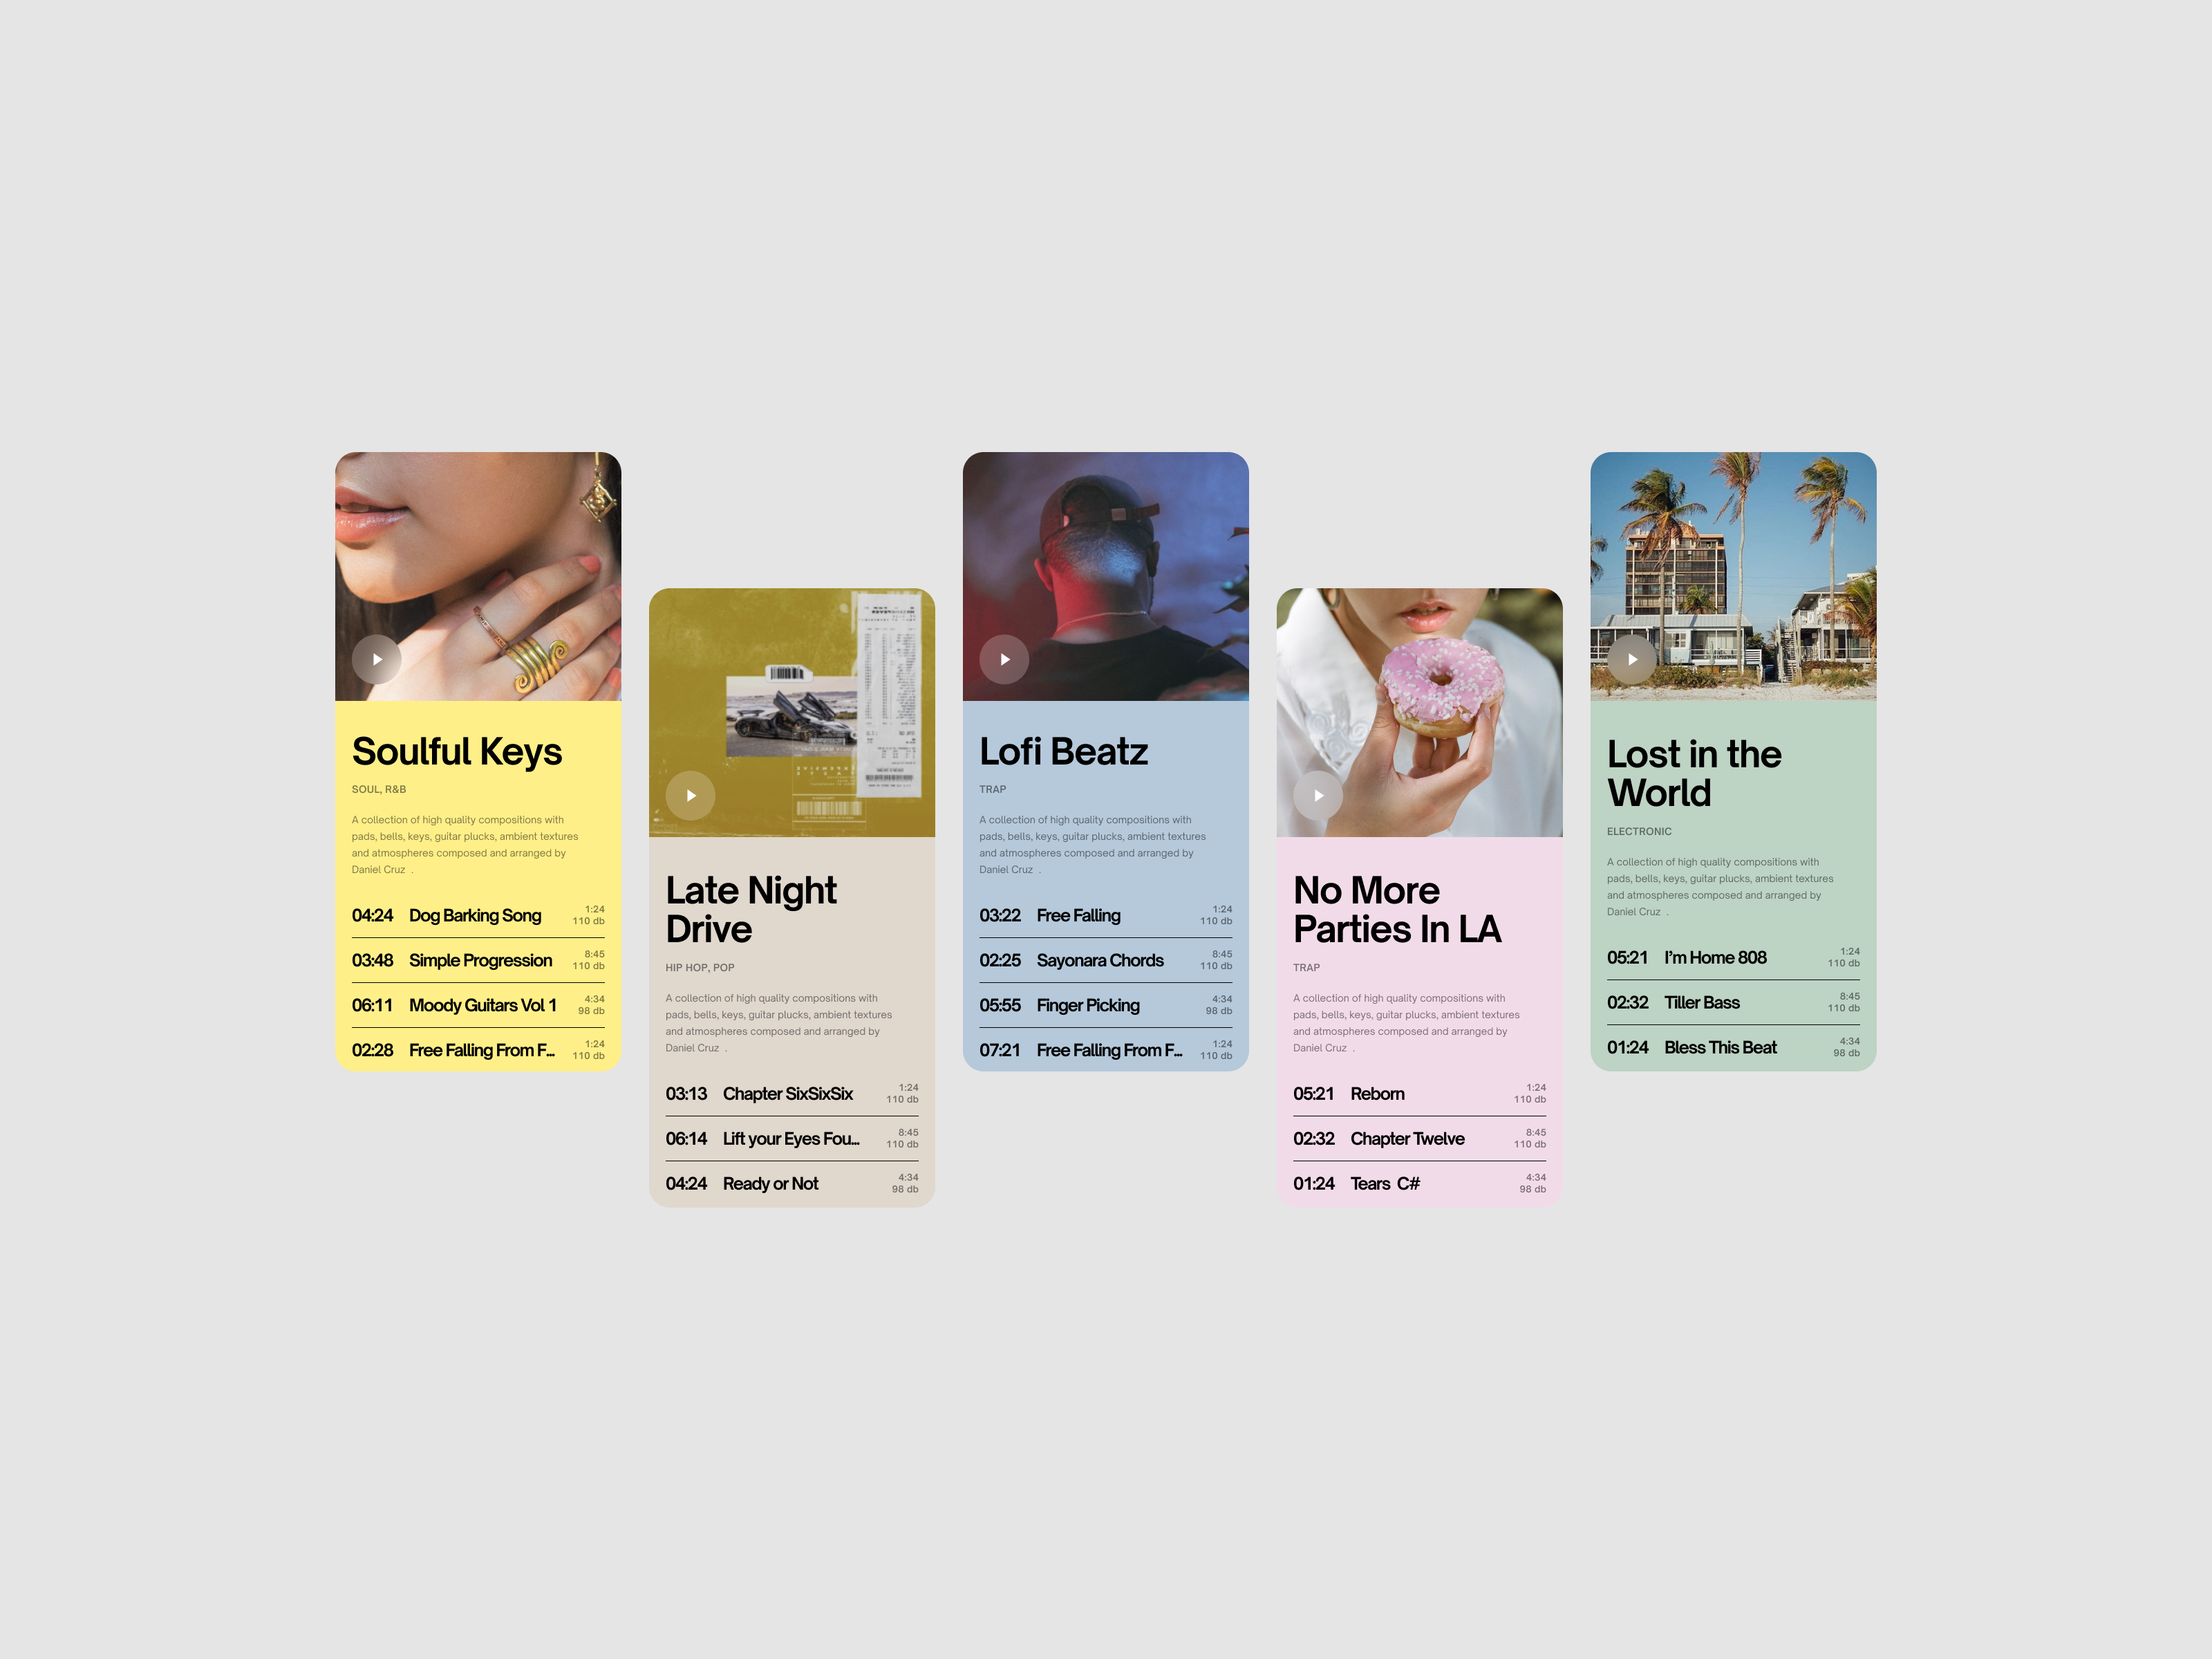 Soulful Keys
SOUL, R&B
A collection of high quality compositions with
pads, bells, keys, guitar plucks, ambient textures
and atmospheres composed and arranged by
Daniel Cruz .
04:24 Dog Barking Song 1:24
110 db
03:48 Simple Progression 8:45
110 db
06:11 Moody Guitars Vol 1 4:34
98 db
02:28 Free Falling From F... 1:24
110 db
Late Night
Drive
HIP HOP, POP
A collection of high quality compositions with
pads, bells, keys, guitar plucks, ambient textures
and atmospheres composed and arranged by
Daniel Cruz .
03:13 Chapter SixSixSix 1:24
110 db
06:14 Lift your Eyes Fou... 8:45
110 db
04:24 Ready or Not 4:34
98 db
Lofi Beatz
TRAP
A collection of high quality compositions with
pads, bells, keys, guitar plucks, ambient textures
and atmospheres composed and arranged by
Daniel Cruz .
03:22 Free Falling 1:24
110 db
02:25 Sayonara Chords 8:45
110 db
05:55 Finger Picking 4:34
98 db
07:21 Free Falling From F... 1:24
110 db
No More
Parties In LA
TRAP
A collection of high quality compositions with
pads, bells, keys, guitar plucks, ambient textures
and atmospheres composed and arranged by
Daniel Cruz .
05:21 Reborn 1:24
110 db
02:32 Chapter Twelve 8:45
110 db
01:24 Tears C# 4:34
98 db
Lost in the
World
ELECTRONIC
A collection of high quality compositions with
pads, bells, keys, guitar plucks, ambient textures
and atmospheres composed and arranged by
Daniel Cruz .
05:21 I'm Home 808 1:24
110 db
02:32 Tiller Bass 8:45
110 db
01:24 Bless This Beat 4:34
98 db